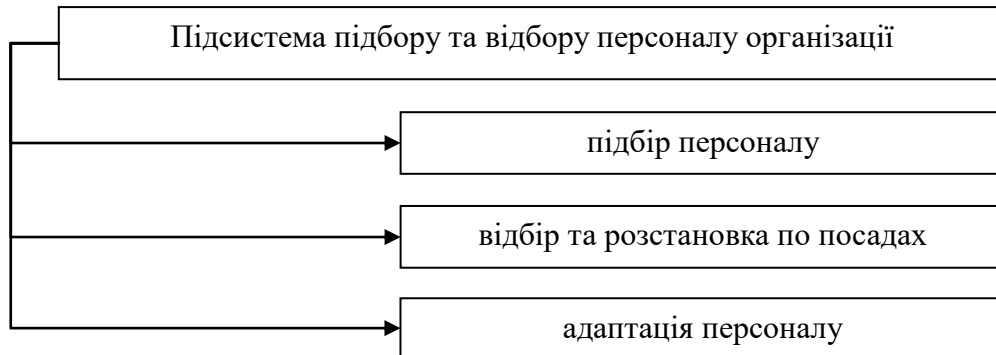 Підсистема підбору та відбору персоналу організації
підбір персоналу
відбір та розстановка по посадах
адаптація персоналу